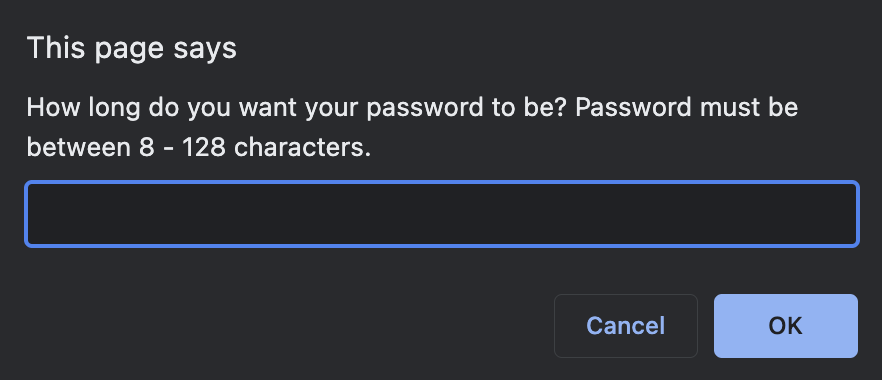 This page says
How long do you want your password to be? Password must be
between 8 - 128 characters.
Cancel
OK